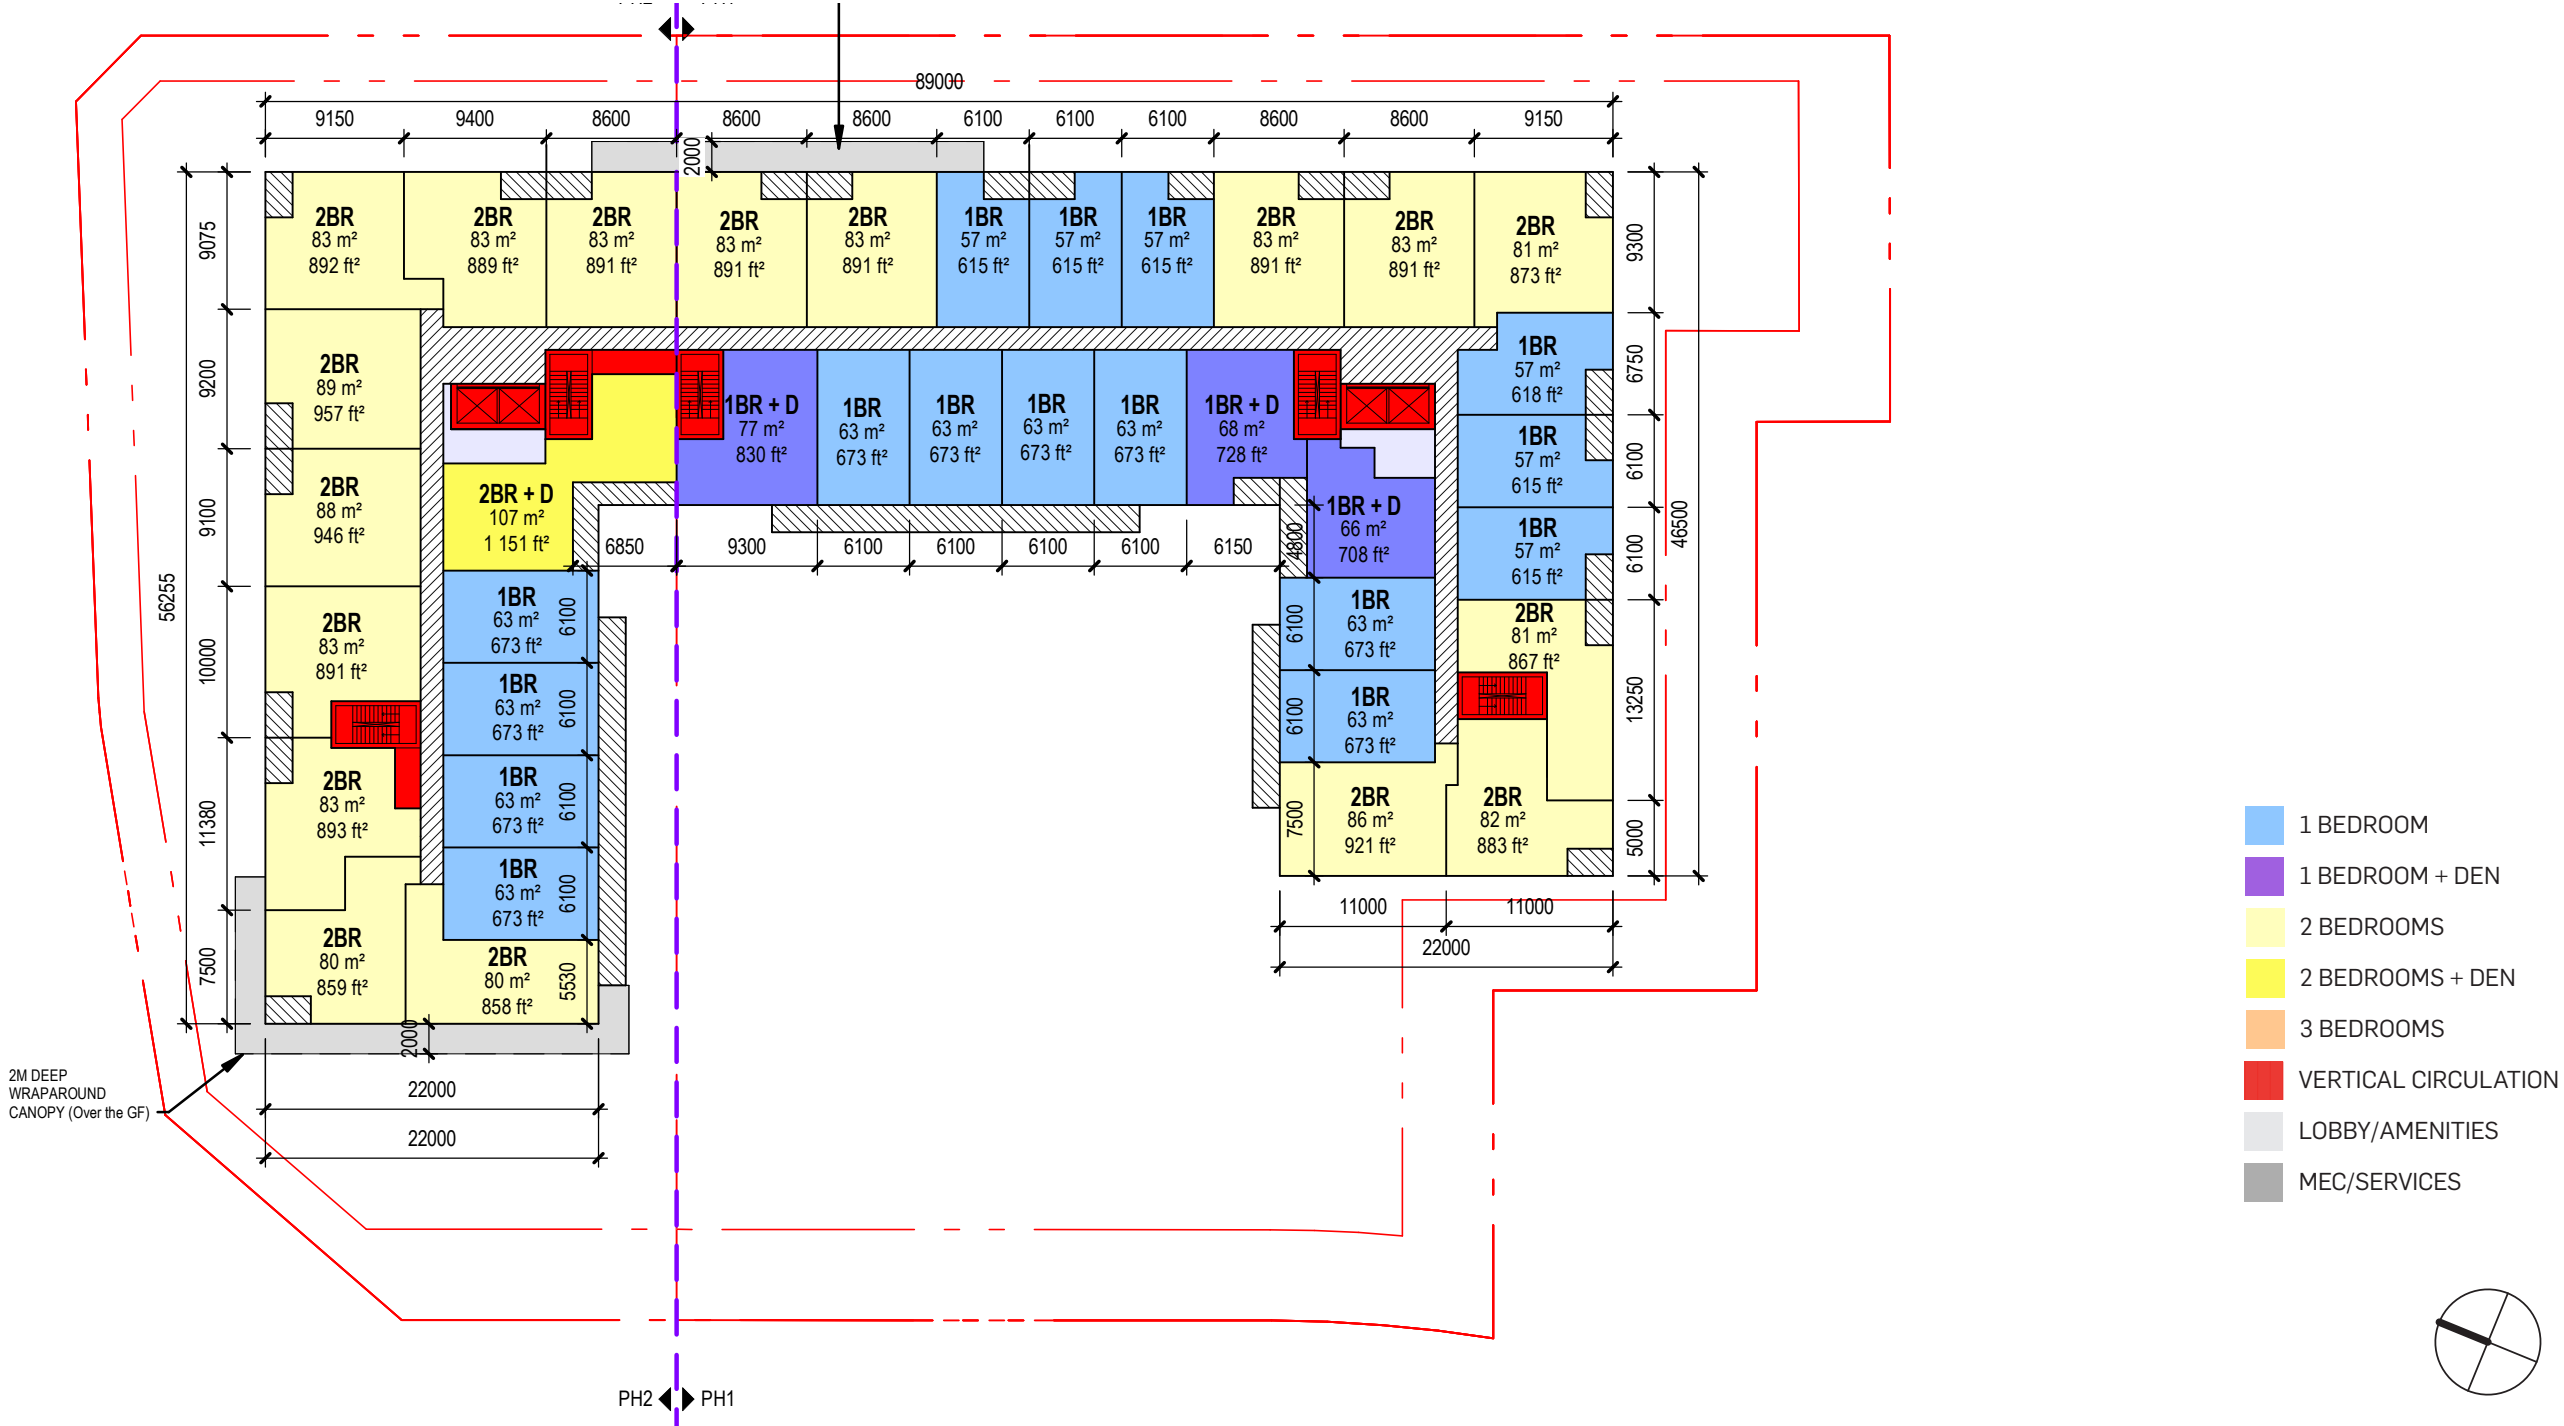 89000
9150
9400
8600
8600
8600
6100
6100
6100
8600
8600
9150
2000
2BR
83 m²
892 ft²
2BR
83 m²
889 ft²
2BR
83 m²
891 ft²
2BR
83 m²
891 ft²
2BR
83 m²
891 ft²
1BR
57 m²
615 ft²
1BR
57 m²
615 ft²
1BR
57 m²
615 ft²
2BR
83 m²
891 ft²
2BR
83 m²
891 ft²
2BR
81 m²
873 ft²
9075
9200
9100
10000
11380
7500
56255
9300
6750
6100
6100
13250
5000
46500
2BR
89 m²
957 ft²
2BR
88 m²
946 ft²
2BR
83 m²
891 ft²
2BR
83 m²
893 ft²
2BR
80 m²
859 ft²
2BR
80 m²
858 ft²
2BR + D
107 m²
1 151 ft²
1BR
63 m²
673 ft²
6100
1BR
63 m²
673 ft²
6100
1BR
63 m²
673 ft²
6100
1BR
63 m²
673 ft²
6100
5530
1BR + D
77 m²
830 ft²
1BR
63 m²
673 ft²
1BR
63 m²
673 ft²
1BR
63 m²
673 ft²
1BR
63 m²
673 ft²
1BR + D
68 m²
728 ft²
6850
9300
6100
6100
6100
6100
6150
4800
1BR + D
66 m²
708 ft²
1BR
63 m²
673 ft²
6100
1BR
63 m²
673 ft²
6100
7500
2BR
86 m²
921 ft²
2BR
82 m²
883 ft²
1BR
57 m²
618 ft²
1BR
57 m²
615 ft²
1BR
57 m²
615 ft²
2BR
81 m²
867 ft²
11000
11000
22000
2000
22000
22000
2M DEEP
WRAPAROUND
CANOPY (Over the GF)
PH2
PH1
1 BEDROOM
1 BEDROOM + DEN
2 BEDROOMS
2 BEDROOMS + DEN
3 BEDROOMS
VERTICAL CIRCULATION
LOBBY/AMENITIES
MEC/SERVICES